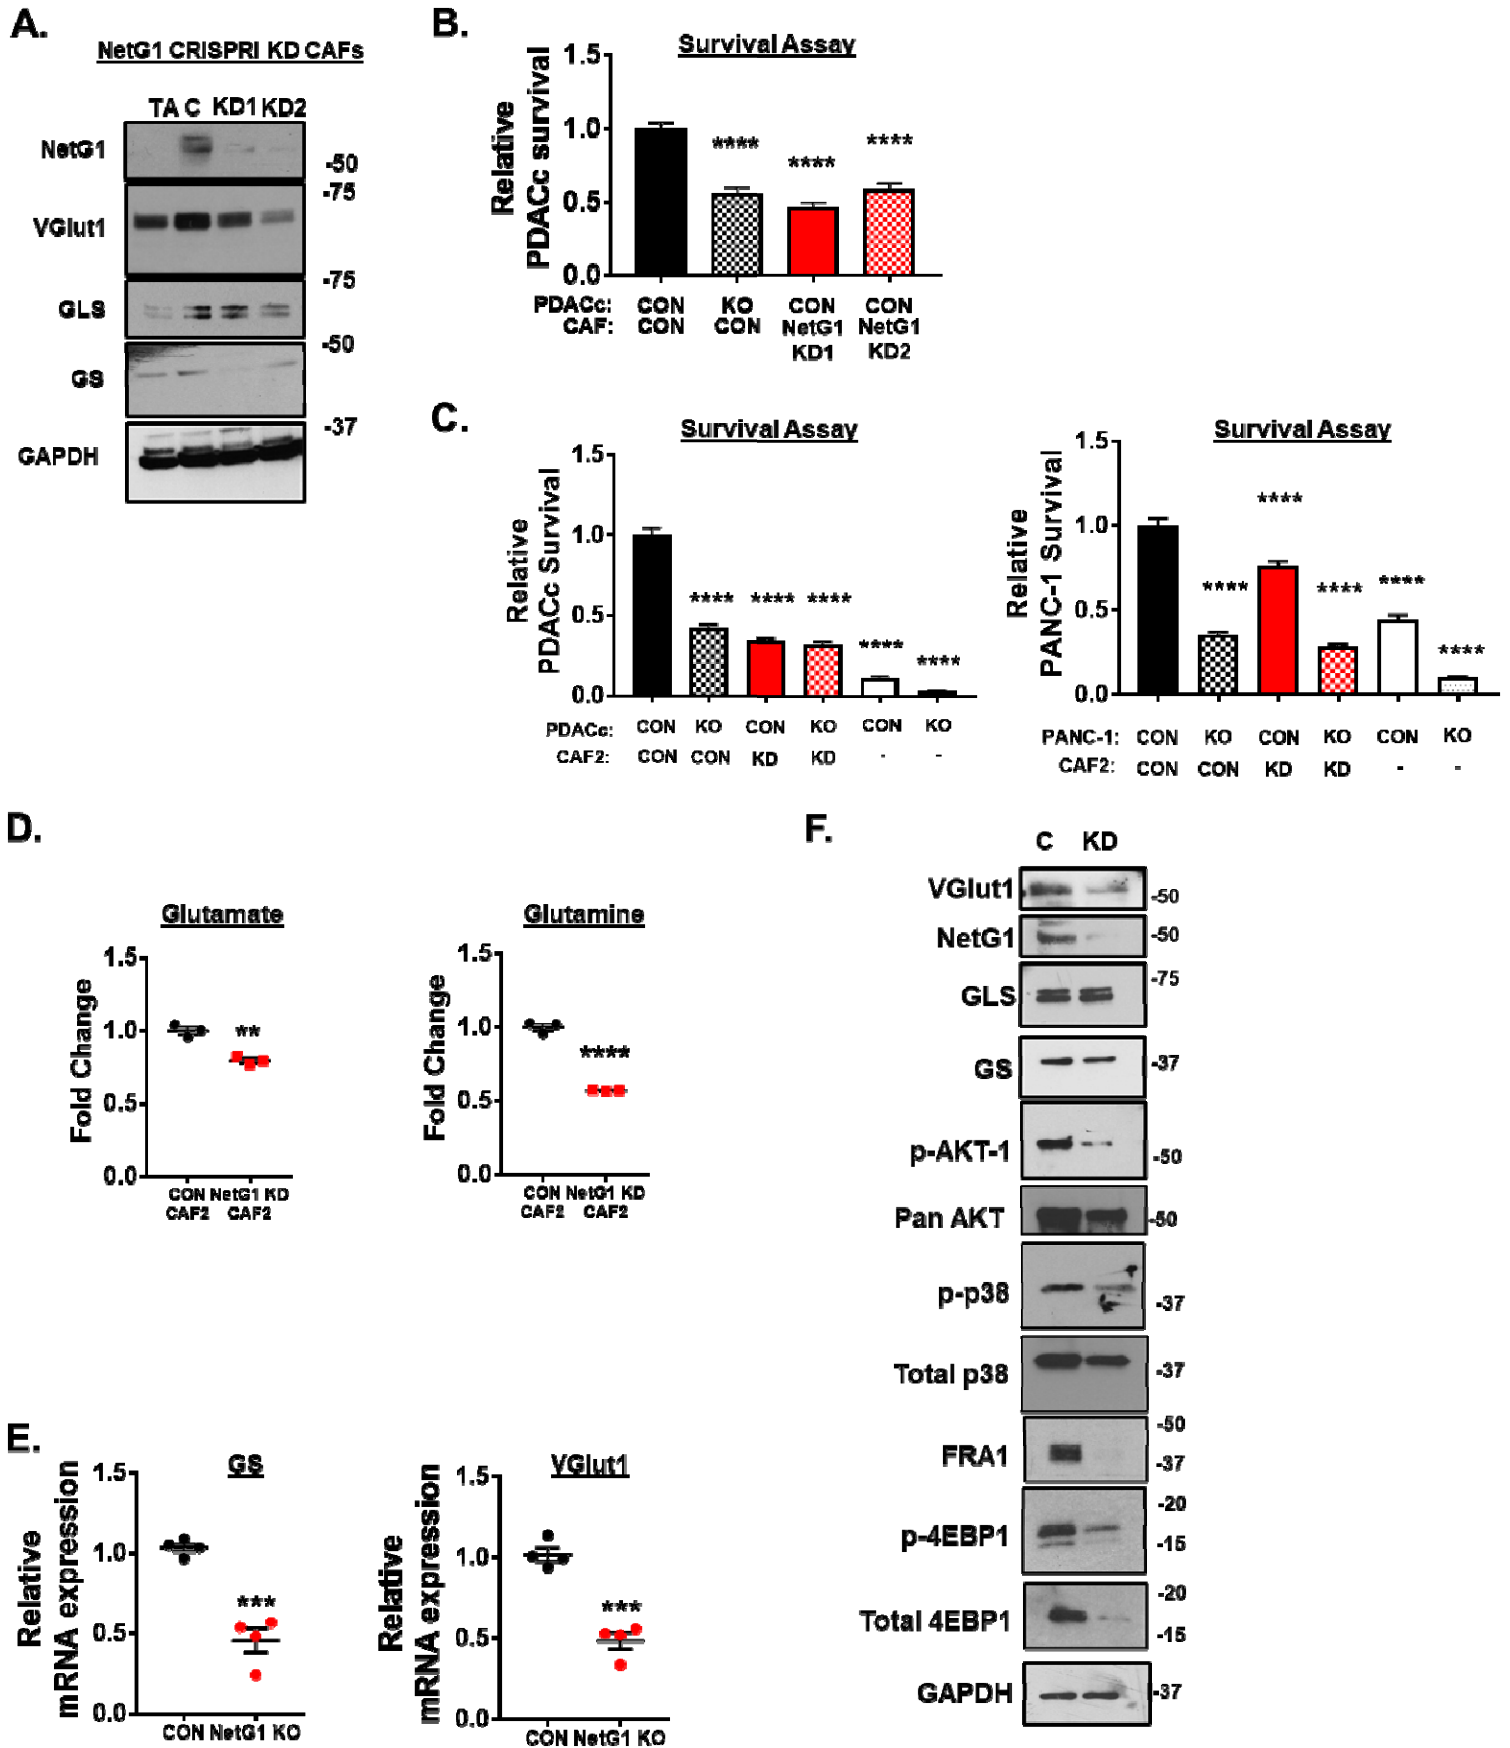 A.
NetG1 CRISPRI KD CAFs
TA C KD1 KD2
NetG1
-50
-75
VGlut1
-75
GLS
-50
GS
-37
GAPDH
B.
Survival Assay
Relative
PDACc survival
1.5
1.0
0.5
0.0
****
****
****
PDACc: CON KO CON CON
CAF: CON CON NetG1 NetG1
KD1 KD2
C.
Survival Assay
Relative
PDACc Survival
1.5
1.0
0.5
0.0
**** **** **** **** ****
PDACc: CON KO CON KO CON KO
CAF2: CON CON KD KD - -
Survival Assay
Relative
PANC-1 Survival
1.5
1.0
0.5
0.0
**** **** **** **** ****
PANC-1: CON KO CON KO CON KO
CAF2: CON CON KD KD - -
D.
Glutamate
Fold Change
1.5
1.0
0.5
0.0
**
CON NetG1 KD
CAF2 CAF2
Glutamine
Fold Change
1.5
1.0
0.5
0.0
****
CON NetG1 KD
CAF2 CAF2
E.
GS
Relative
mRNA expression
1.5
1.0
0.5
0.0
***
CON NetG1 KO
VGlut1
Relative
mRNA expression
1.5
1.0
0.5
0.0
***
CON NetG1 KO
F.
C KD
VGlut1 -50
NetG1 -50
-75
GLS
GS -37
p-AKT-1 -50
Pan AKT -50
p-p38 -37
Total p38 -37
-50
FRA1 -37
-20
p-4EBP1 -15
-20
Total 4EBP1 -15
GAPDH -37